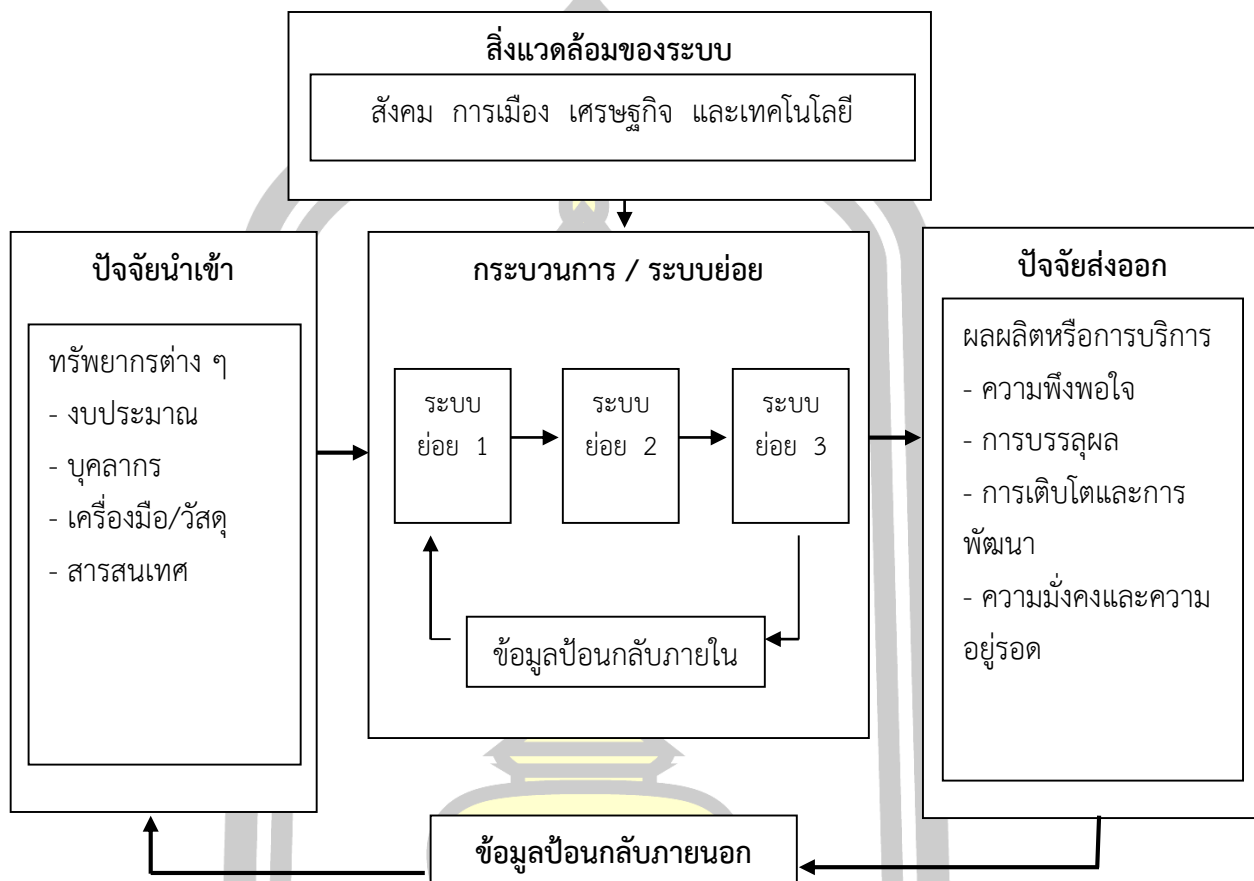 สิ่งแวดล้อมของระบบ
สังคม การเมือง เศรษฐกิจ และเทคโนโลยี
ปัจจัยนำเข้า
ทรัพยากรต่าง ๆ
- งบประมาณ
- บุคลากร
- เครื่องมือ/วัสดุ
- สารสนเทศ
กระบวนการ / ระบบย่อย
ระบบ
ย่อย 1
ระบบ
ย่อย 2
ระบบ
ย่อย 3
ข้อมูลป้อนกลับภายใน
ปัจจัยส่งออก
ผลผลิตหรือการบริการ
- ความพึงพอใจ
- การบรรลุผล
- การเติบโตและการ
พัฒนา
- ความมั่งคงและความ
อยู่รอด
ข้อมูลป้อนกลับภายนอก